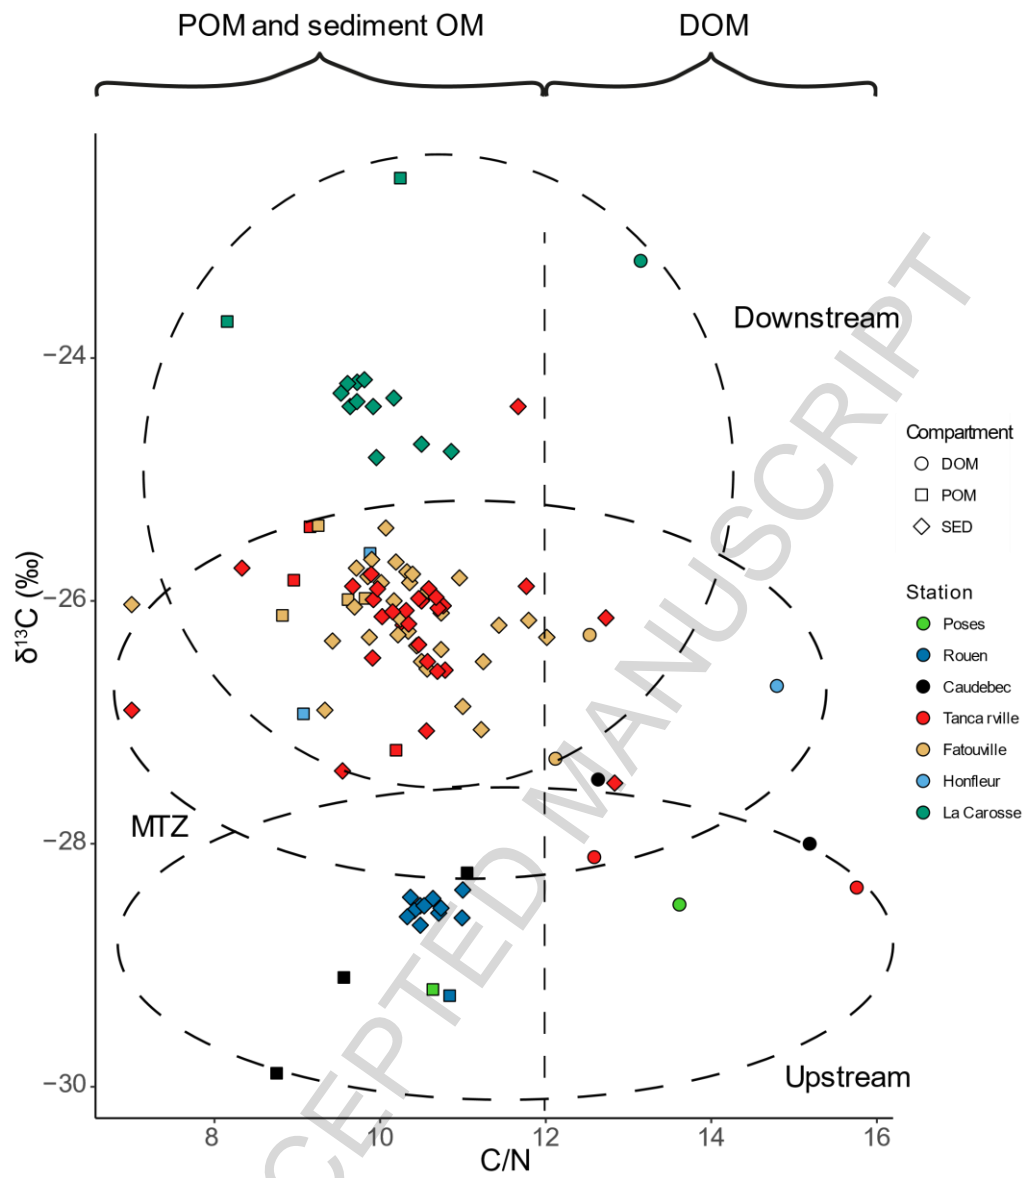 POM and sediment OM
DOM
Downstream
MTZ
Upstream
−24
−26
−28
−30
δ13C (‰)
8
10
12
14
16
C/N
Compartment
DOM
POM
SED
Station
Poses
Rouen
Caudebec
Tanca rville
Fatouville
Honfleur
La Carosse
CEPTED MANUSCRIPT